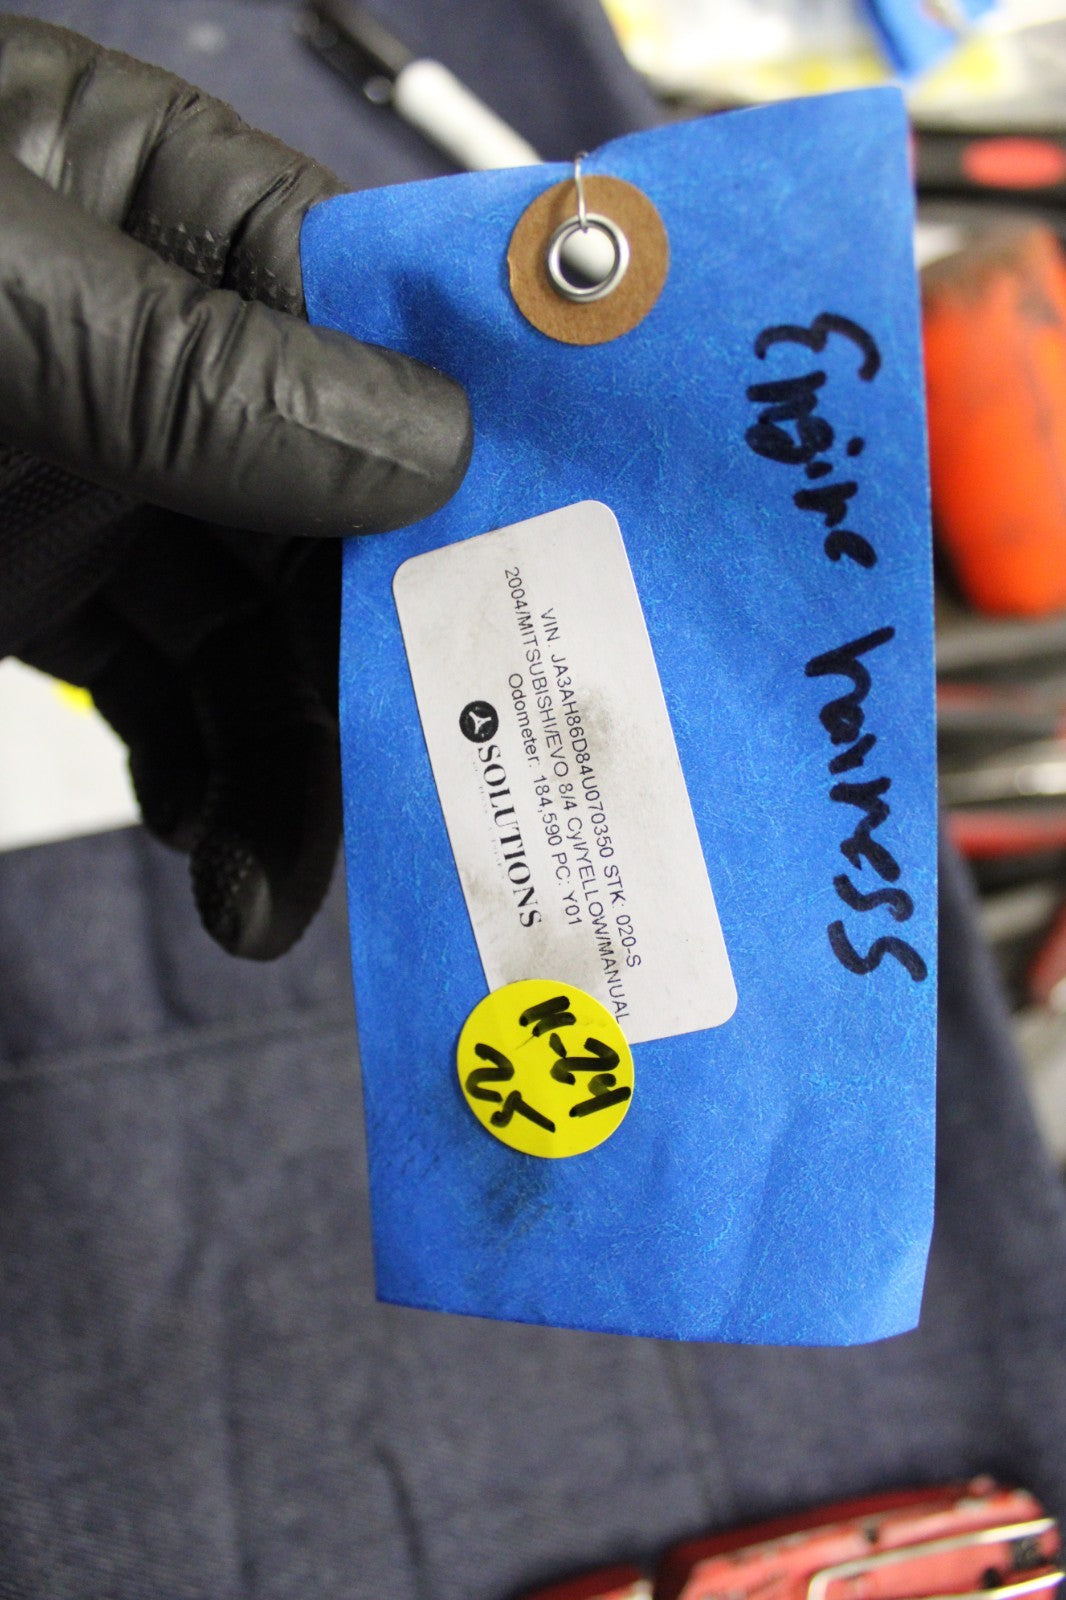 Engine harness
VIN: JA3AH86D84U070350 STK: 020-S
2004/MITSUBISHI/EVO 8/4 Cyl/YELLOW/MANUAL
Odometer: 184,590 PC: Y01
SOLUTIONS
11-24
25